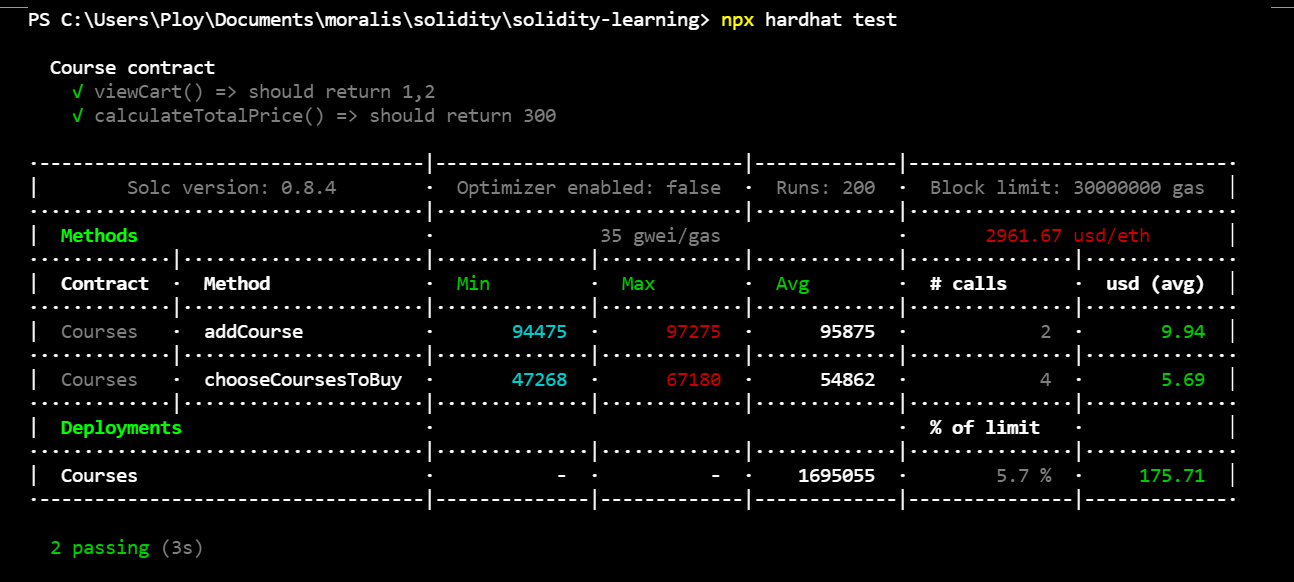 PS C:\Users\Ploy\Documents\moralis\solidity\solidity-learning> npx hardhat test
Course contract
√ viewCart() => should return 1,2
√ calculateTotalPrice() => should return 300
Solc version: 0.8.4 · Optimizer enabled: false · Runs: 200 · Block limit: 30000000 gas
Methods · 35 gwei/gas · 2961.67 usd/eth
Contract · Method · Min · Max · Avg · # calls · usd (avg)
Courses · addCourse · 94475 · 97275 · 95875 · 2 · 9.94
Courses · chooseCoursesToBuy · 47268 · 67180 · 54862 · 4 · 5.69
Deployments · · % of limit ·
Courses · - · - · 1695055 · 5.7 % · 175.71
2 passing (3s)